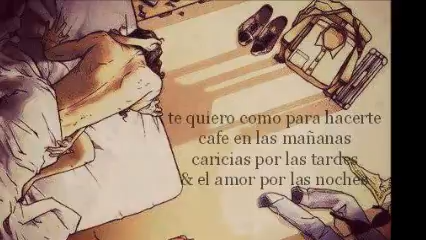 te quiero como para hacerte
cafe en las mañanas
caricias por las tardes
& el amor por las noches